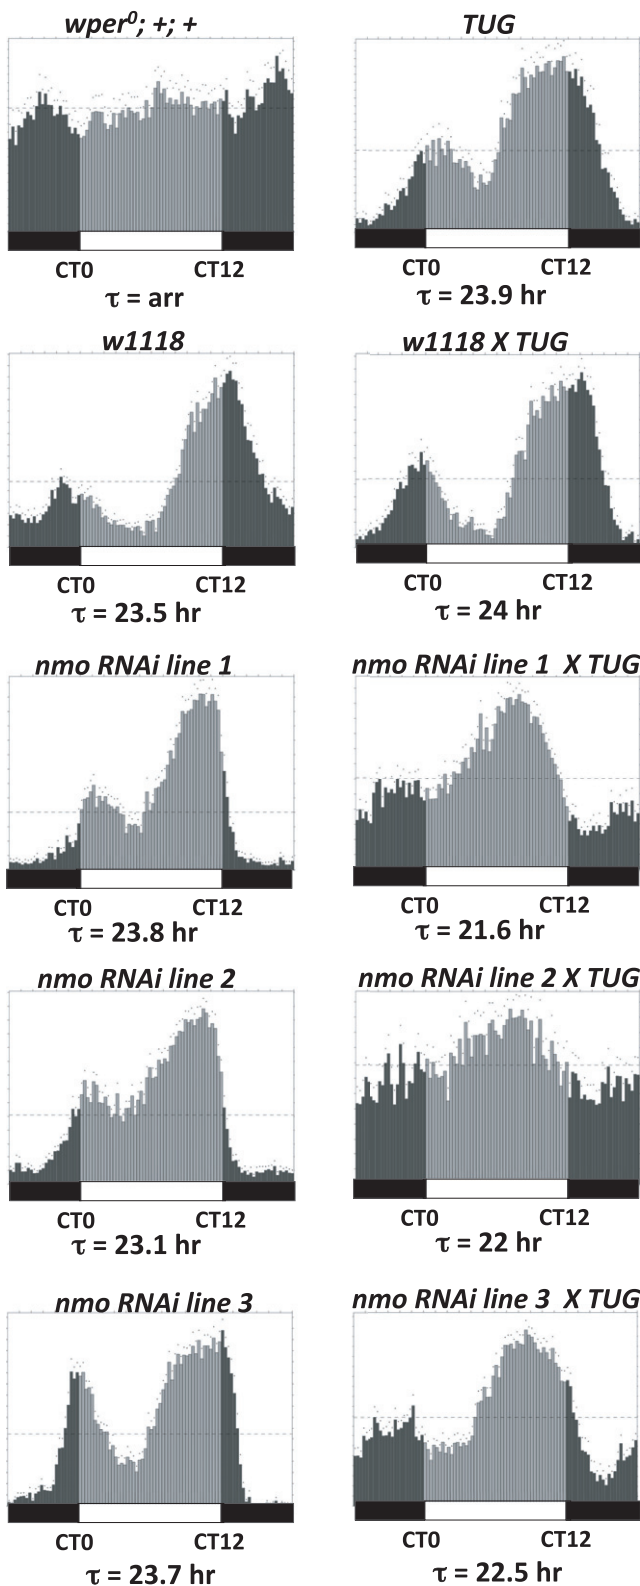 wper⁰; +; +
TUG
CT0 CT12
τ = arr
CT0 CT12
τ = 23.9 hr
w1118
w1118 X TUG
CT0 CT12
τ = 23.5 hr
CT0 CT12
τ = 24 hr
nmo RNAi line 1
nmo RNAi line 1 X TUG
CT0 CT12
τ = 23.8 hr
CT0 CT12
τ = 21.6 hr
nmo RNAi line 2
nmo RNAi line 2 X TUG
CT0 CT12
τ = 23.1 hr
CT0 CT12
τ = 22 hr
nmo RNAi line 3
nmo RNAi line 3 X TUG
CT0 CT12
τ = 23.7 hr
CT0 CT12
τ = 22.5 hr